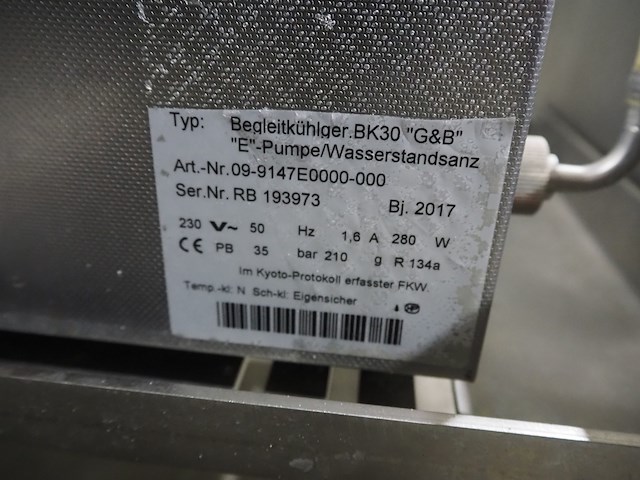 Typ: Begleitkühlger.BK30 "G&B"
"E"-Pumpe/Wasserstandsanz
Art.-Nr.09-9147E0000-000
Ser.Nr. RB 193973 Bj. 2017
230 V~ 50 Hz 1,6 A 280 W
CE PB 35 bar 210 g R 134a
Im Kyoto-Protokoll erfasster FKW.
Temp.-kl: N Sch-kl: Eigensicher